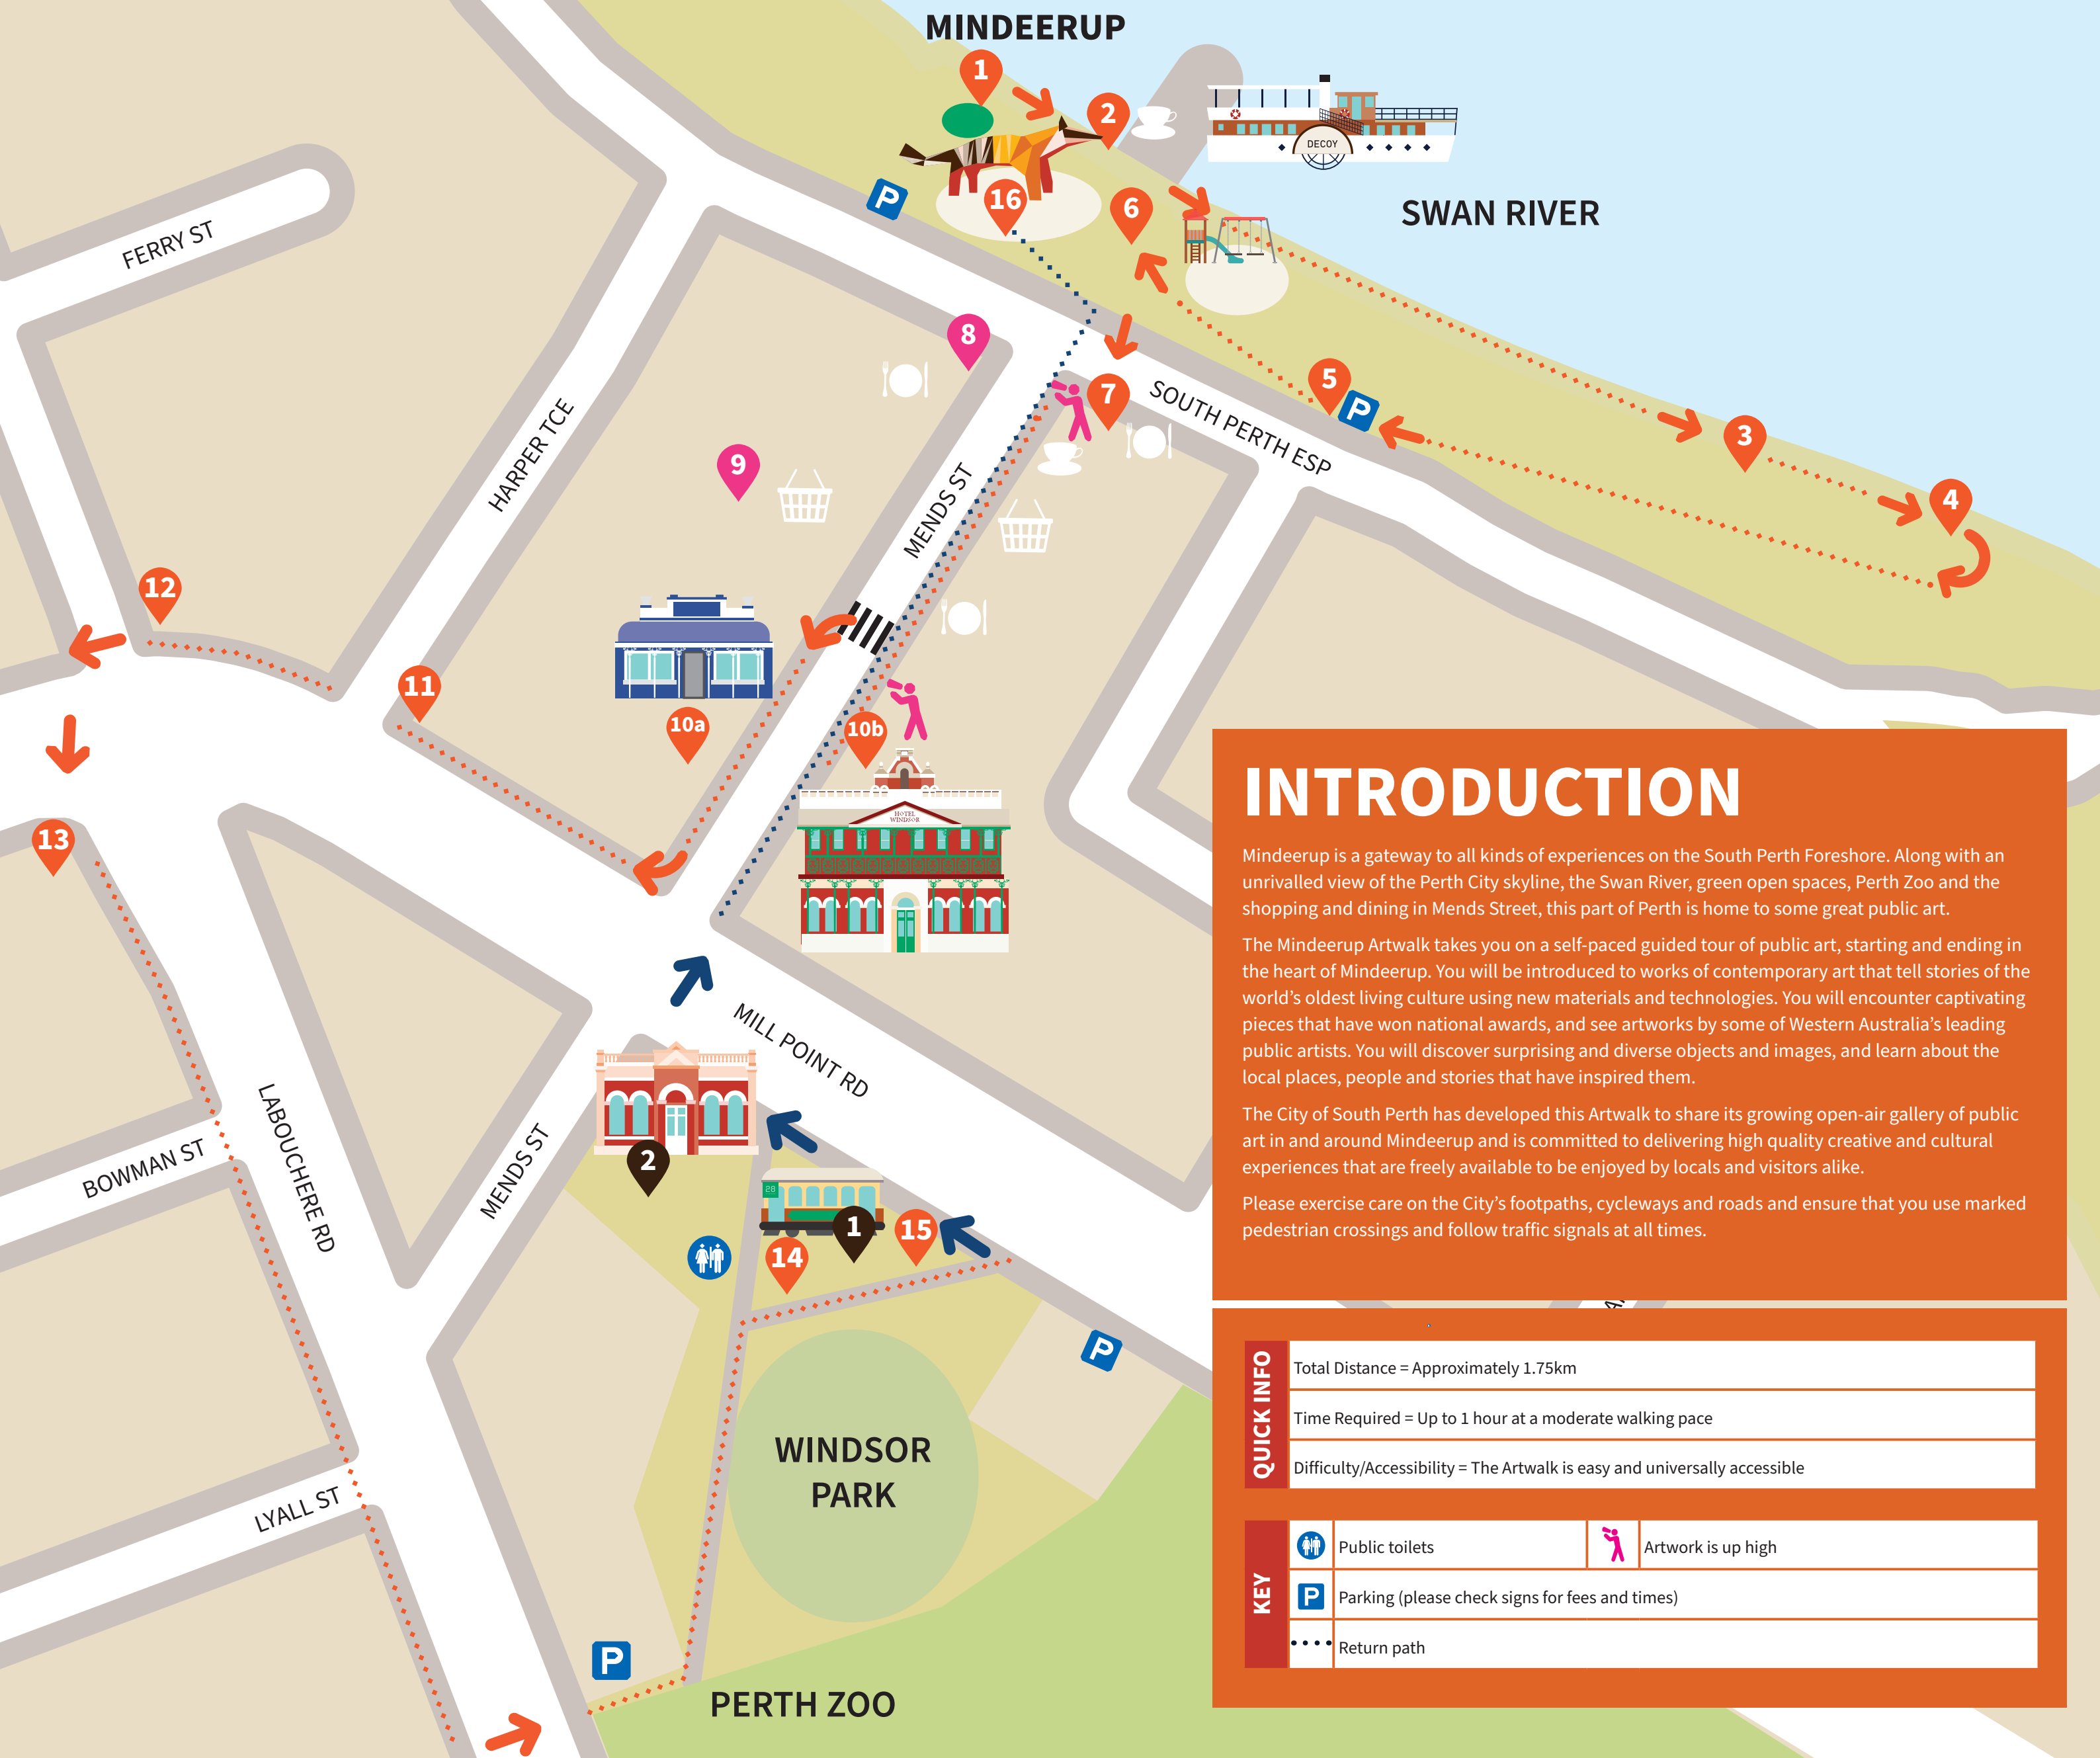 MINDEERUP
1
2
DECOY
16
6
SWAN RIVER
P
FERRY ST
8
7
SOUTH PERTH ESP
5
P
3
4
HARPER TCE
9
MENDS ST
12
11
10a
10b
HOTEL
WINDSOR
13
MILL POINT RD
LABOUCHERE RD
BOWMAN ST
MENDS ST
2
28
1
15
14
P
WINDSOR
PARK
LYALL ST
P
PERTH ZOO
INTRODUCTION
Mindeerup is a gateway to all kinds of experiences on the South Perth Foreshore. Along with an
unrivalled view of the Perth City skyline, the Swan River, green open spaces, Perth Zoo and the
shopping and dining in Mends Street, this part of Perth is home to some great public art.
The Mindeerup Artwalk takes you on a self-paced guided tour of public art, starting and ending in
the heart of Mindeerup. You will be introduced to works of contemporary art that tell stories of the
world’s oldest living culture using new materials and technologies. You will encounter captivating
pieces that have won national awards, and see artworks by some of Western Australia’s leading
public artists. You will discover surprising and diverse objects and images, and learn about the
local places, people and stories that have inspired them.
The City of South Perth has developed this Artwalk to share its growing open-air gallery of public
art in and around Mindeerup and is committed to delivering high quality creative and cultural
experiences that are freely available to be enjoyed by locals and visitors alike.
Please exercise care on the City’s footpaths, cycleways and roads and ensure that you use marked
pedestrian crossings and follow traffic signals at all times.
QUICK INFO
Total Distance = Approximately 1.75km
Time Required = Up to 1 hour at a moderate walking pace
Difficulty/Accessibility = The Artwalk is easy and universally accessible
KEY
Public toilets
Artwork is up high
P
Parking (please check signs for fees and times)
Return path